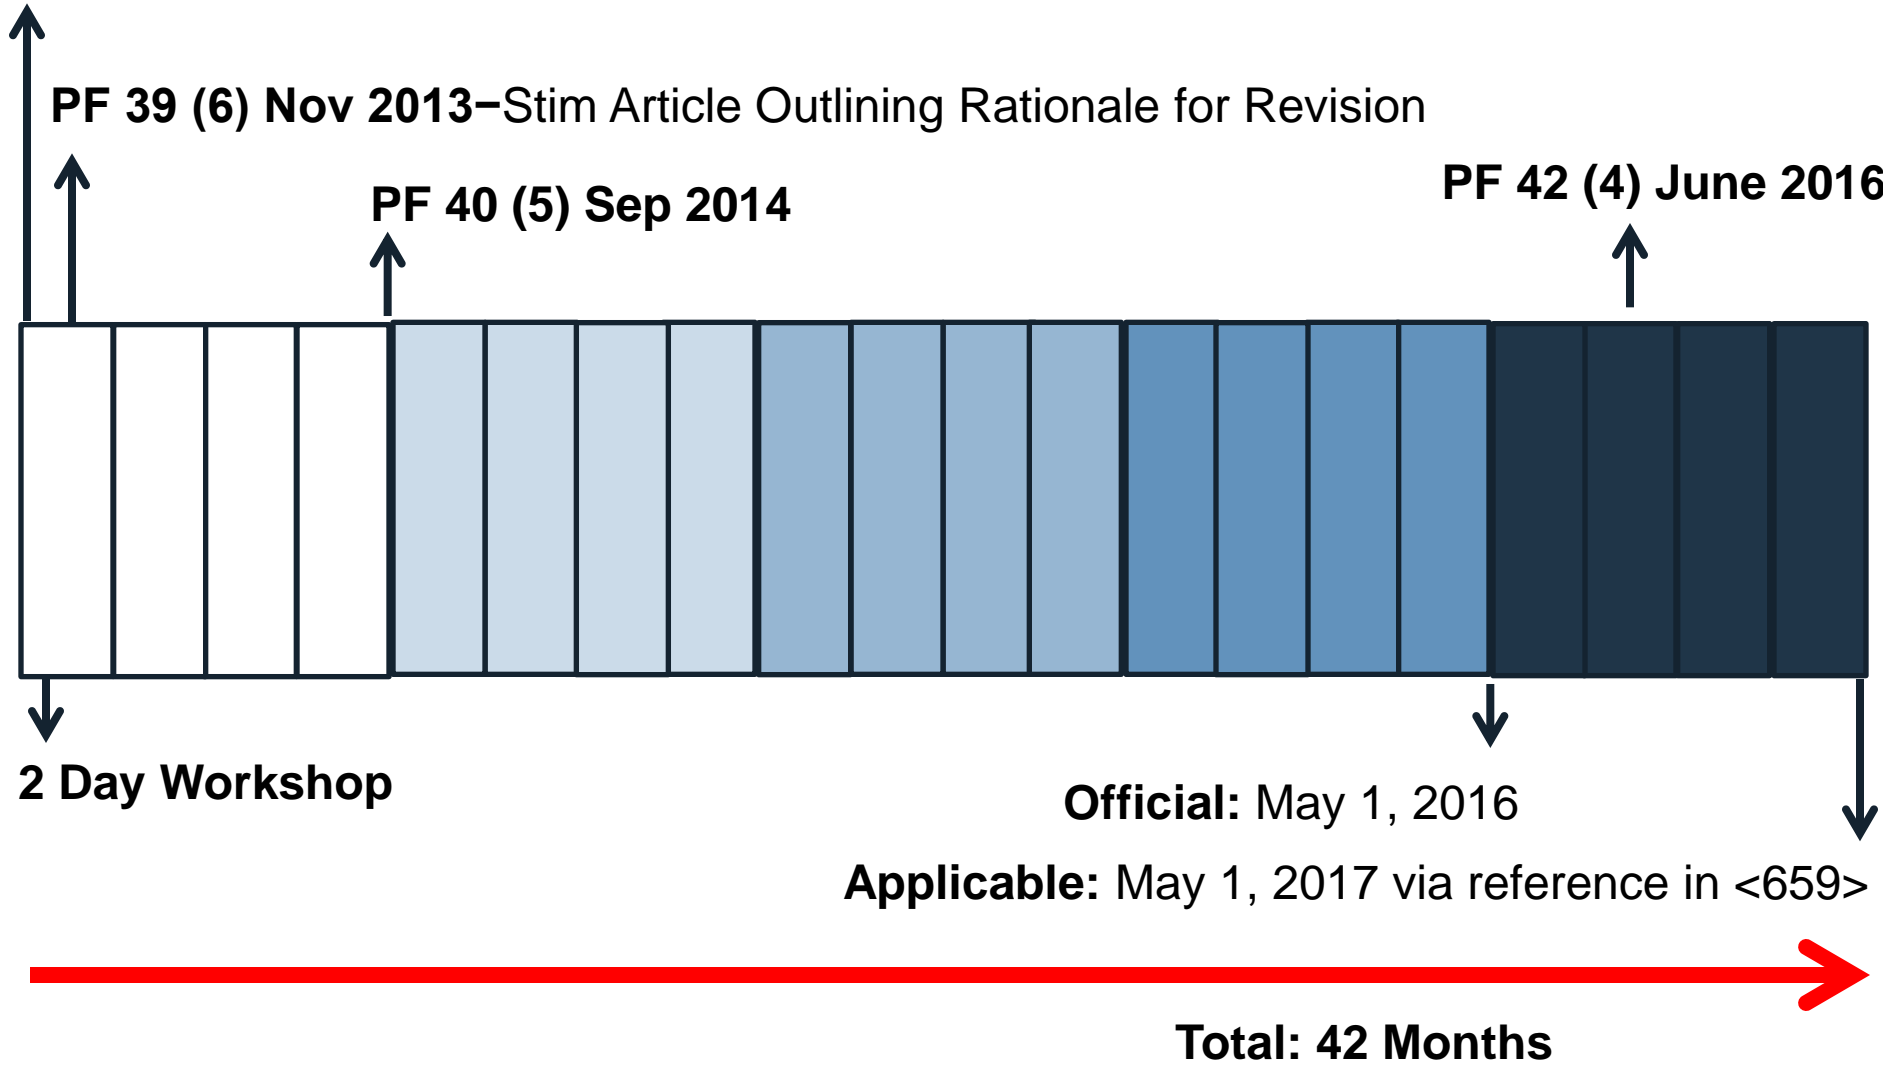 PF 39 (6) Nov 2013–Stim Article Outlining Rationale for Revision
PF 42 (4) June 2016
PF 40 (5) Sep 2014
2 Day Workshop
Official: May 1, 2016
Applicable: May 1, 2017 via reference in <659>
Total: 42 Months